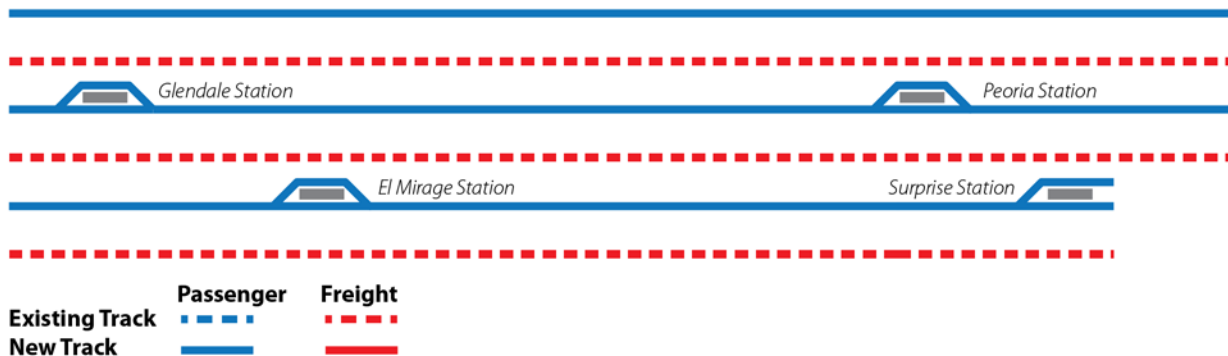 Glendale Station
Peoria Station
El Mirage Station
Surprise Station
Passenger Freight
Existing Track
New Track